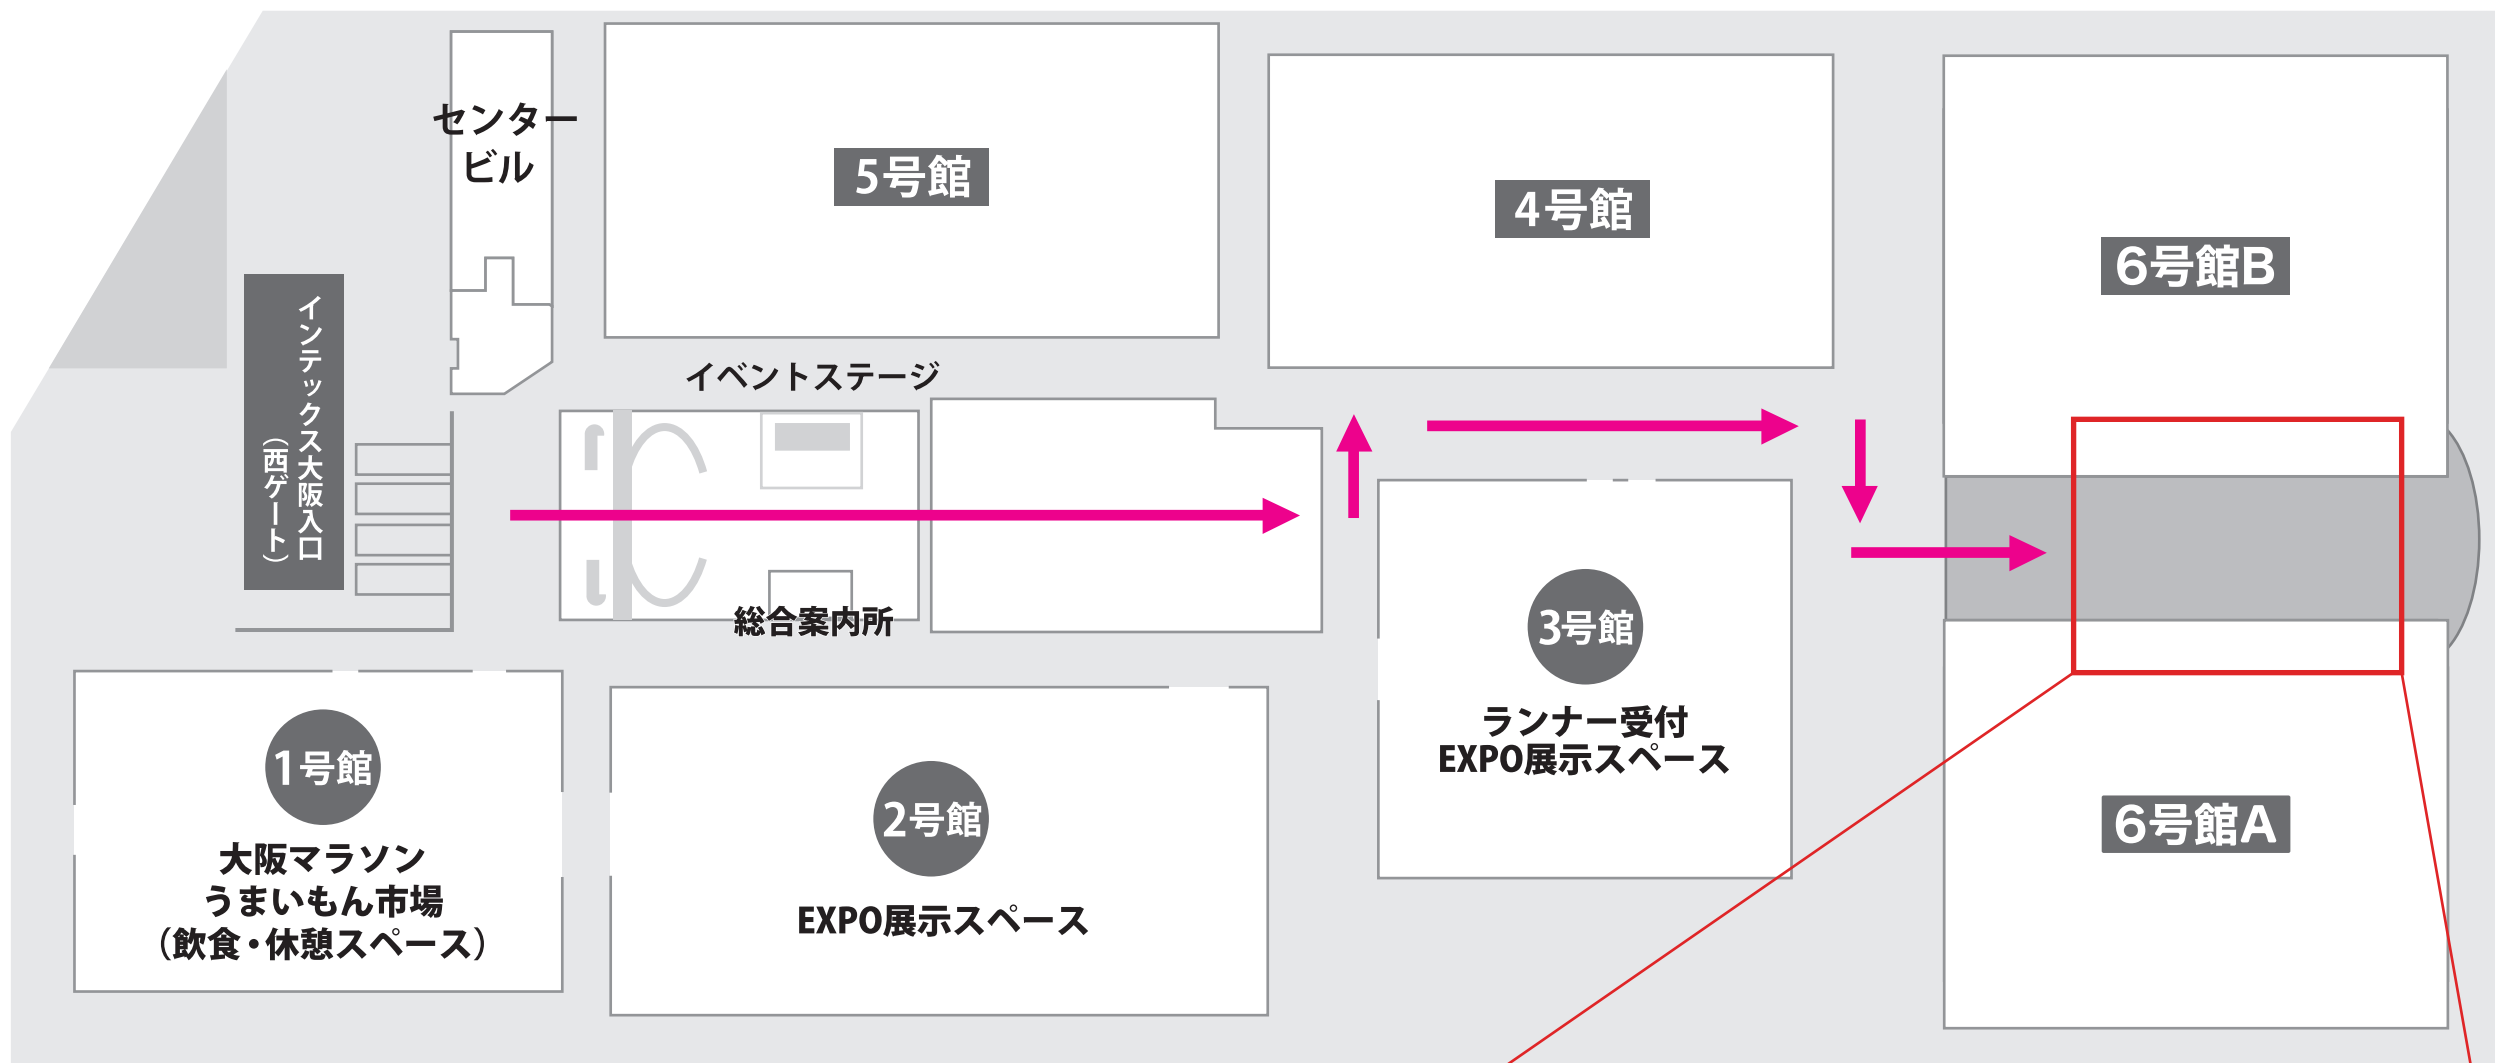 センター
ビル
5号館
4号館
6号館B
インテックス大阪入口
(西ゲート)
イベントステージ
総合案内所
3号館
ランナー受付
EXPO展示スペース
1号館
大阪マラソン
うまいもん市場
(飲食・休憩スペース)
2号館
EXPO展示スペース
6号館A